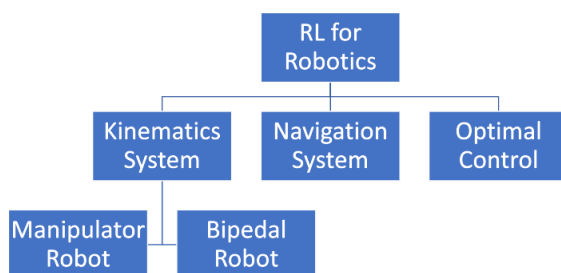 RL for
Robotics
Kinematics
System
Navigation
System
Optimal
Control
Manipulator
Robot
Bipedal
Robot